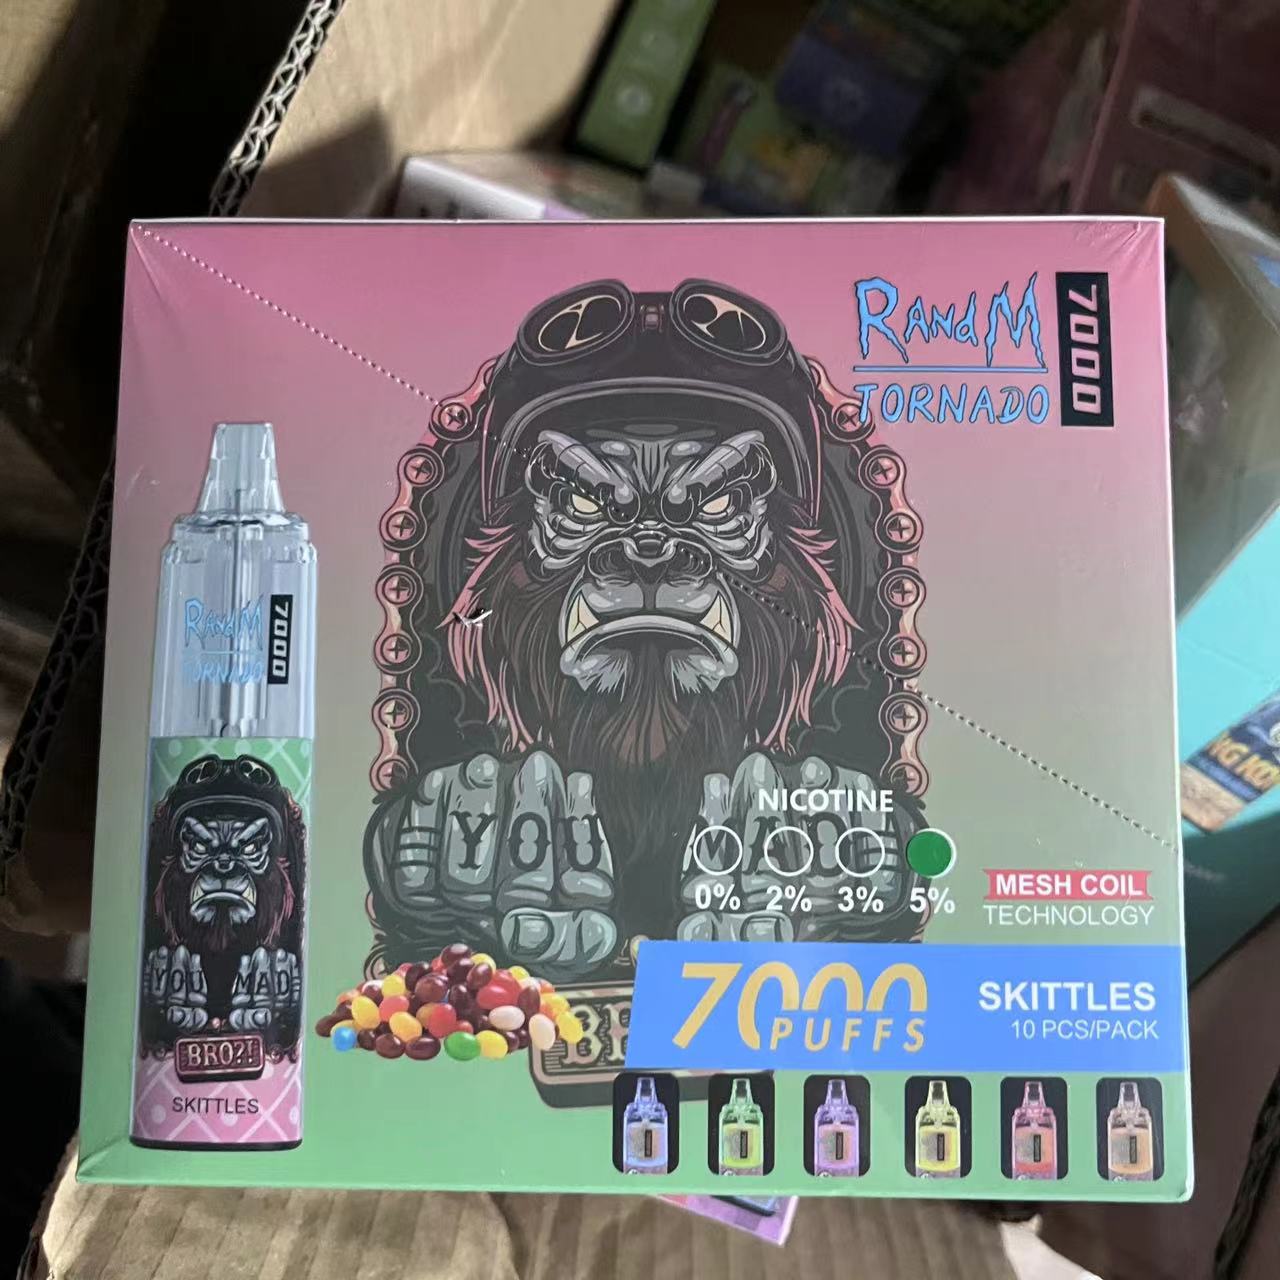 RANDM
TORNADO
7000
RANDM
TORNADO
7000
YOU MAD
NICOTINE
0% 2% 3% 5%
MESH COIL
TECHNOLOGY
7000
PUFFS
SKITTLES
10 PCS/PACK
YOU MAD
BRO?!
SKITTLES